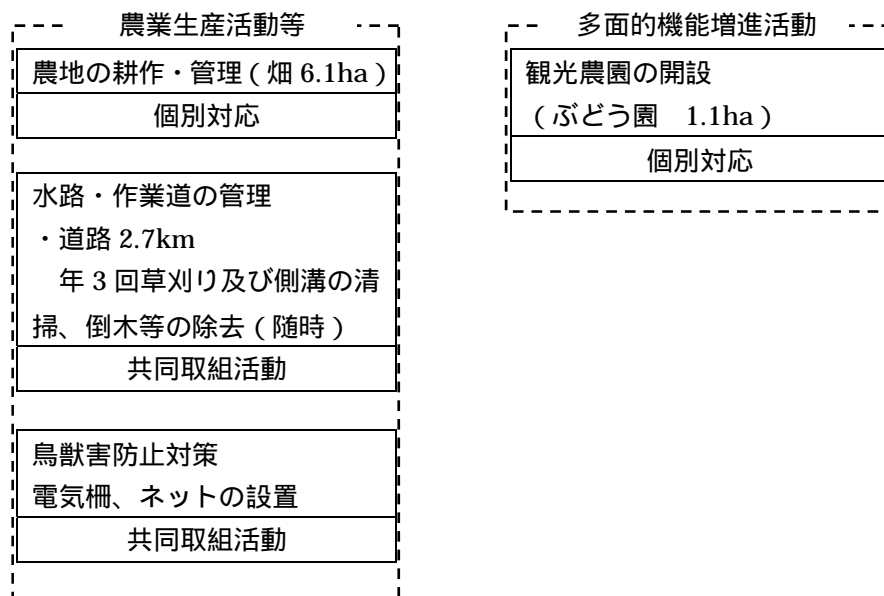 農業生産活動等
農地の耕作・管理(畑 6.1ha)
個別対応
水路・作業道の管理
・道路 2.7km
年3回草刈り及び側溝の清
掃、倒木等の除去(随時)
共同取組活動
鳥獣害防止対策
電気柵、ネットの設置
共同取組活動
多面的機能増進活動
観光農園の開設
(ぶどう園 1.1ha)
個別対応